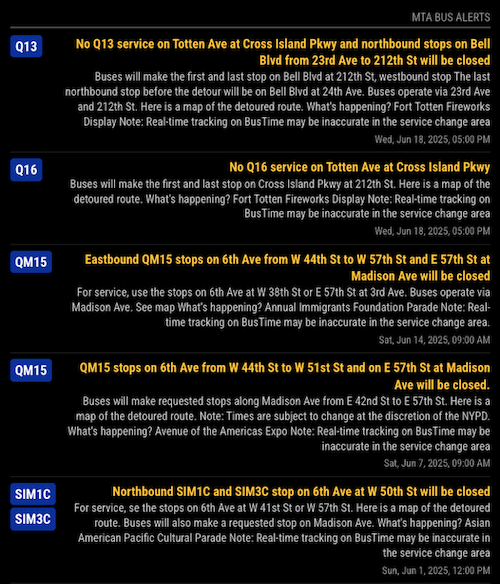 MTA BUS ALERTS
Q13
No Q13 service on Totten Ave at Cross Island Pkwy and northbound stops on Bell
Blvd from 23rd Ave to 212th St will be closed
Buses will make the first and last stop on Bell Blvd at 212th St, westbound stop The last
northbound stop before the detour will be on Bell Blvd at 24th Ave. Buses operate via 23rd Ave
and 212th St. Here is a map of the detoured route. What's happening? Fort Totten Fireworks
Display Note: Real-time tracking on BusTime may be inaccurate in the service change area
Wed, Jun 18, 2025, 05:00 PM
Q16
No Q16 service on Totten Ave at Cross Island Pkwy
Buses will make the first and last stop on Cross Island Pkwy at 212th St. Here is a map of the
detoured route. What's happening? Fort Totten Fireworks Display Note: Real-time tracking on
BusTime may be inaccurate in the service change area
Wed, Jun 18, 2025, 05:00 PM
QM15
Eastbound QM15 stops on 6th Ave from W 44th St to W 57th St and E 57th St at
Madison Ave will be closed
For service, use the stops on 6th Ave at W 38th St or E 57th St at 3rd Ave. Buses operate via
Madison Ave. See map What's happening? Annual Immigrants Foundation Parade Note: Real-
time tracking on BusTime may be inaccurate in the service change area.
Sat, Jun 14, 2025, 09:00 AM
QM15
QM15 stops on 6th Ave from W 44th St to W 51st St and on E 57th St at Madison
Ave will be closed.
Buses will make requested stops along Madison Ave from E 42nd St to E 57th St. Here is a
map of the detoured route. Note: Times are subject to change at the discretion of the NYPD.
What's happening? Avenue of the Americas Expo Note: Real-time tracking on BusTime may be
inaccurate in the service change area
Sat, Jun 7, 2025, 09:00 AM
SIM1C
SIM3C
Northbound SIM1C and SIM3C stop on 6th Ave at W 50th St will be closed
For service, se the stops on 6th Ave at W 41st St or W 57th St. Here is a map of the detoured
route. Buses will also make a requested stop on Madison Ave. What's happening? Asian
American Pacific Cultural Parade Note: Real-time tracking on BusTime may be inaccurate in
the service change area
Sun, Jun 1, 2025, 12:00 PM